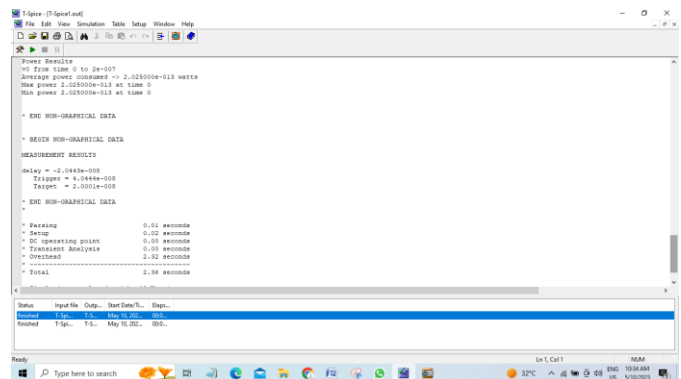 T-Spice - [T-Spice1.out]
File Edit View Simulation Table Setup Window Help
Power Results
v0 from time 0 to 2e-007
Average power consumed -> 2.025000e-013 watts
Max power 2.025000e-013 at time 0
Min power 2.025000e-013 at time 0
* END NON-GRAPHICAL DATA
* BEGIN NON-GRAPHICAL DATA
MEASUREMENT RESULTS
delay = -2.0443e-008
Trigger = 4.0444e-008
Target = 2.0001e-008
* END NON-GRAPHICAL DATA
*
* Parsing 0.01 seconds
* Setup 0.02 seconds
* DC operating point 0.00 seconds
* Transient Analysis 0.00 seconds
* Overhead 2.32 seconds
* -----------------------------------------
* Total 2.36 seconds
Status Input file Outp... Start Date/Ti... Elaps...
finished T-Spi... T-S... May 10, 202... 00:0...
finished T-Spi... T-S... May 10, 202... 00:0...
Ready Ln 1, Col 1 NUM
Type here to search 32°C ENG 10:34 AM
US 5/10/2023